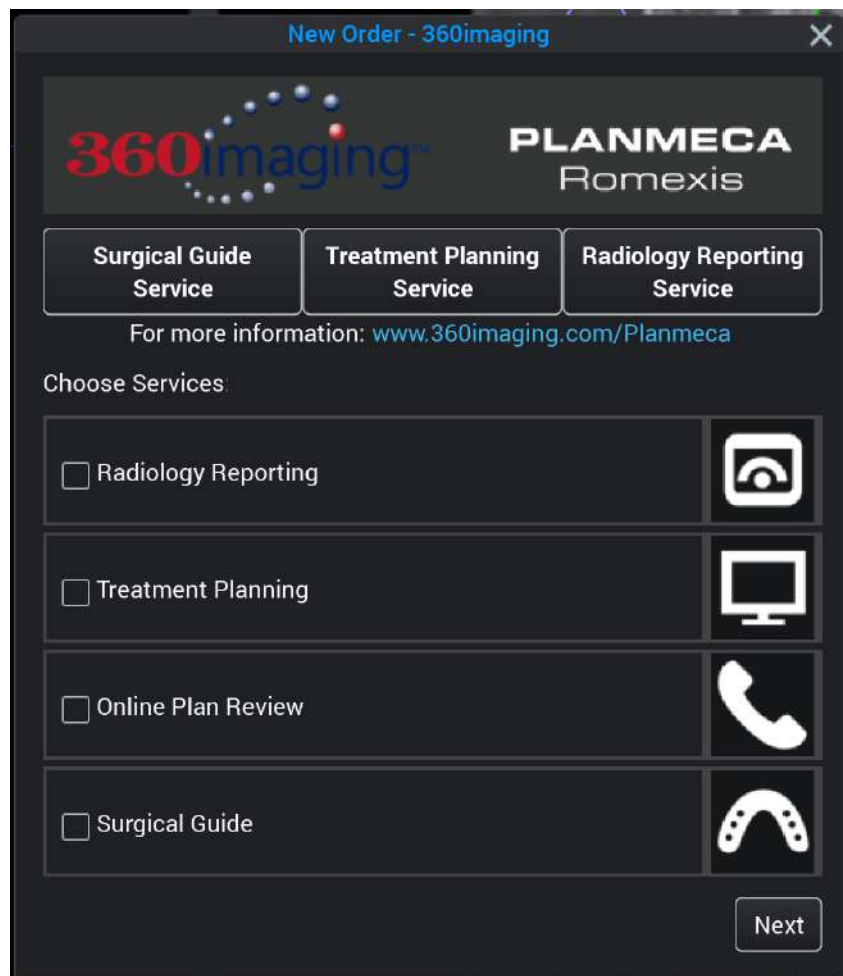 New Order - 360imaging
360imaging™
PLANMECA
Romexis
Surgical Guide
Service
Treatment Planning
Service
Radiology Reporting
Service
For more information: www.360imaging.com/Planmeca
Choose Services:
Radiology Reporting
Treatment Planning
Online Plan Review
Surgical Guide
Next